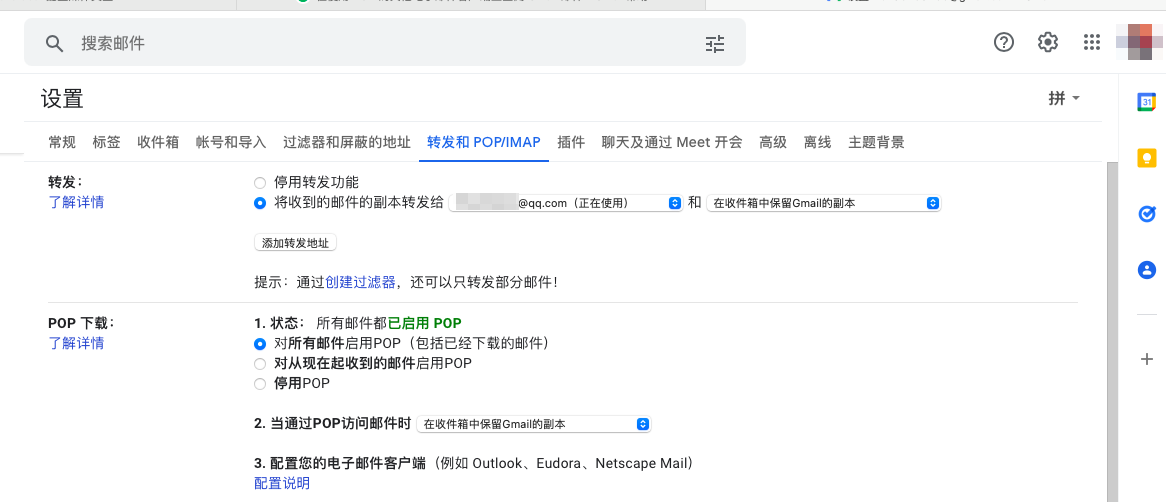 搜索邮件
设置
拼
常规 标签 收件箱 帐号和导入 过滤器和屏蔽的地址 转发和 POP/IMAP 插件 聊天及通过 Meet 开会 高级 离线 主题背景
转发： 停用转发功能
了解详情 将收到的邮件的副本转发给 @qq.com（正在使用） 和 在收件箱中保留Gmail的副本
添加转发地址
提示：通过创建过滤器，还可以只转发部分邮件！
POP 下载： 1. 状态： 所有邮件都已启用 POP
了解详情 对所有邮件启用POP（包括已经下载的邮件）
对从现在起收到的邮件启用POP
停用POP
2. 当通过POP访问邮件时 在收件箱中保留Gmail的副本
3. 配置您的电子邮件客户端（例如 Outlook、Eudora、Netscape Mail）
配置说明
31